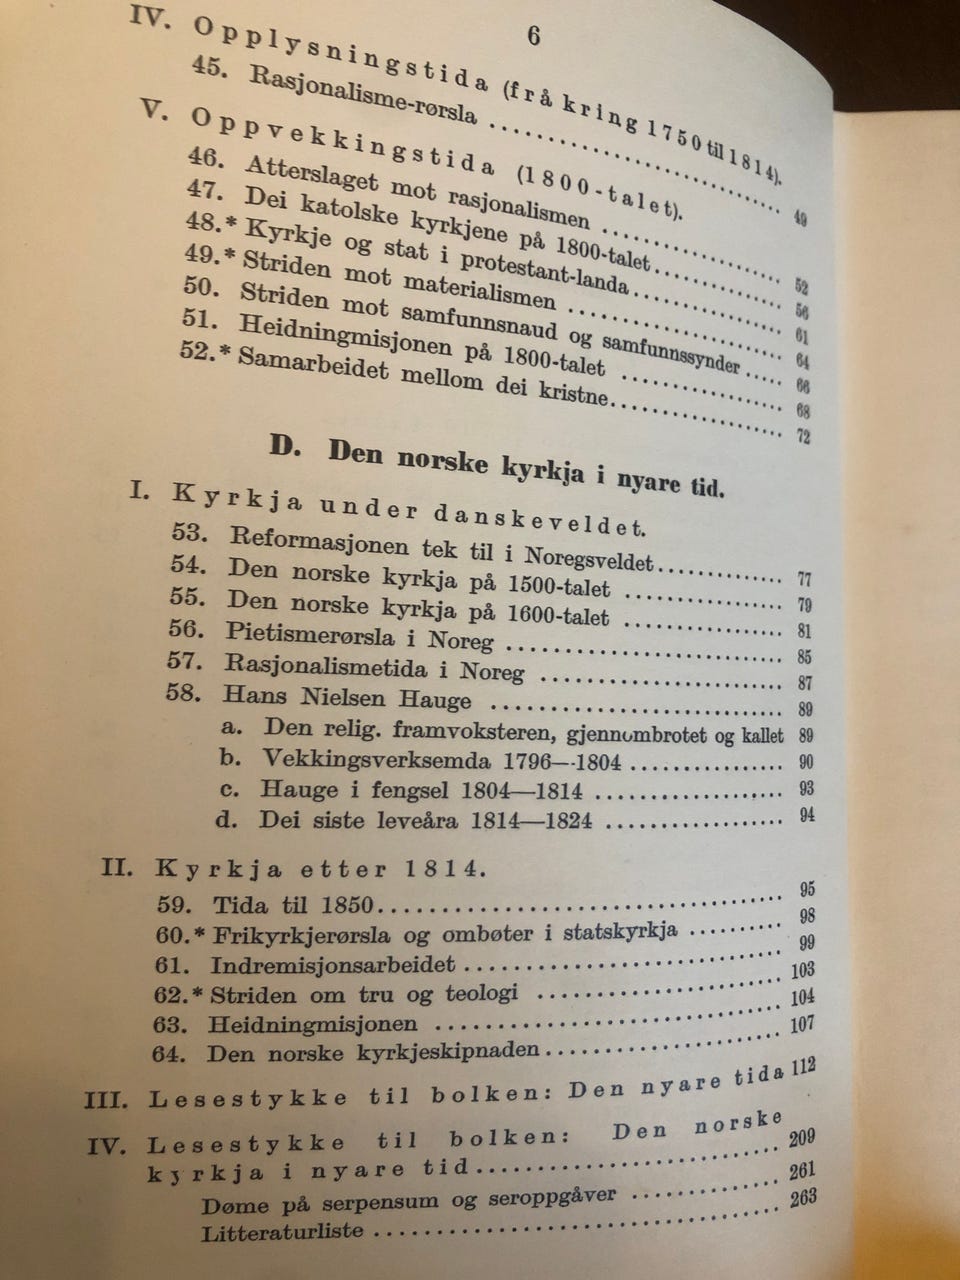 6
IV. Opplysningstida (frå kring 1750 til 1814).
45. Rasjonalisme-rørsla ........................ 49
V. Oppvekkingstida (1800-talet).
46. Atterslaget mot rasjonalismen ................ 52
47. Dei katolske kyrkjene på 1800-talet ............ 56
48.* Kyrkje og stat i protestant-landa .............. 61
49.* Striden mot materialismen ................... 64
50. Striden mot samfunnsnaud og samfunnssynder ..... 66
51. Heidningmisjonen på 1800-talet ............... 68
52.* Samarbeidet mellom dei kristne ................ 72
D. Den norske kyrkja i nyare tid.
I. Kyrkja under danskeveldet.
53. Reformasjonen tek til i Noregsveldet ............. 77
54. Den norske kyrkja på 1500-talet ............... 79
55. Den norske kyrkja på 1600-talet ............... 81
56. Pietismerørsla i Noreg ......................... 85
57. Rasjonalismetida i Noreg ...................... 87
58. Hans Nielsen Hauge ........................... 89
a. Den relig. framvoksteren, gjennombrotet og kallet 89
b. Vekkingsverksemda 1796—1804 ................ 90
c. Hauge i fengsel 1804—1814 ................... 93
d. Dei siste leveåra 1814—1824 .................. 94
II. Kyrkja etter 1814.
59. Tida til 1850 ..................................... 95
60.* Frikyrkjerørsla og ombøter i statskyrkja .......... 98
61. Indremisjonsarbeidet ............................. 99
62.* Striden om tru og teologi ....................... 103
63. Heidningmisjonen ............................... 104
64. Den norske kyrkjeskipnaden ...................... 107
III. Lesestykke til bolken: Den nyare tida 112
IV. Lesestykke til bolken: Den norske
kyrkja i nyare tid ............................. 209
Døme på serpensum og seroppgåver ............... 261
Litteraturliste ..................................... 263